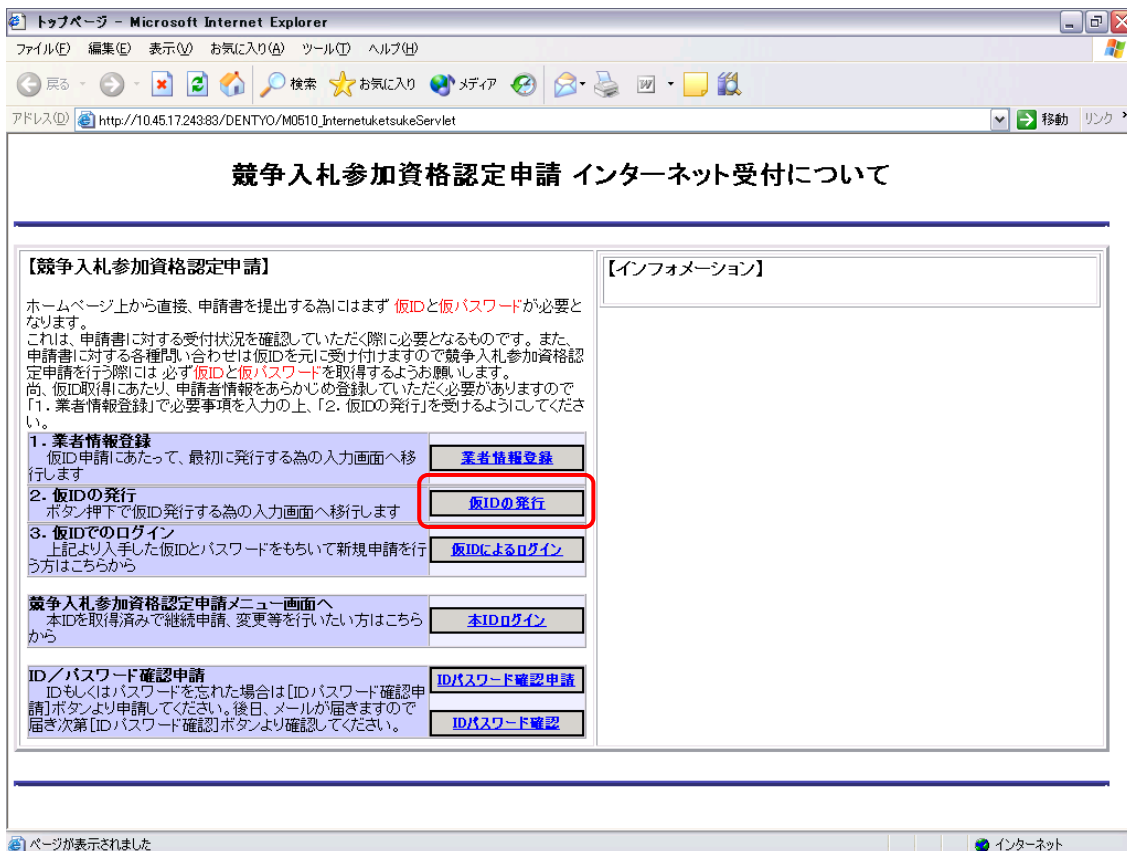 トップページ - Microsoft Internet Explorer
ファイル(F) 編集(E) 表示(V) お気に入り(A) ツール(T) ヘルプ(H)
戻る 検索 お気に入り メディア
アドレス(D) http://10.45.17.243:83/DENTYO/M0510_InternetuketsukeServlet 移動 リンク
競争入札参加資格認定申請 インターネット受付について
【競争入札参加資格認定申請】
ホームページ上から直接、申請書を提出する為にはまず 仮IDと仮パスワードが必要と
なります。
これは、申請書に対する受付状況を確認していただく際に必要となるものです。また、
申請書に対する各種問い合わせは仮IDを元に受け付けますので競争入札参加資格認
定申請を行う際には 必ず仮IDと仮パスワードを取得するようお願いします。
尚、仮ID取得にあたり、申請者情報をあらかじめ登録していただく必要がありますので
「1．業者情報登録」で必要事項を入力の上、「2．仮IDの発行」を受けるようにしてくださ
い。
1．業者情報登録
仮ID申請にあたって、最初に発行する為の入力画面へ移
行します
業者情報登録
2．仮IDの発行
ボタン押下で仮ID発行する為の入力画面へ移行します
仮IDの発行
3．仮IDでのログイン
上記より入手した仮IDとパスワードをもちいて新規申請を行
う方はこちらから
仮IDによるログイン
競争入札参加資格認定申請メニュー画面へ
本IDを取得済みで継続申請、変更等を行いたい方はこちら
から
本IDログイン
ID／パスワード確認申請
IDもしくはパスワードを忘れた場合は[IDパスワード確認申
請]ボタンより申請してください。後日、メールが届きますので
届き次第[IDパスワード確認]ボタンより確認してください。
IDパスワード確認申請
IDパスワード確認
【インフォメーション】
ページが表示されました インターネット